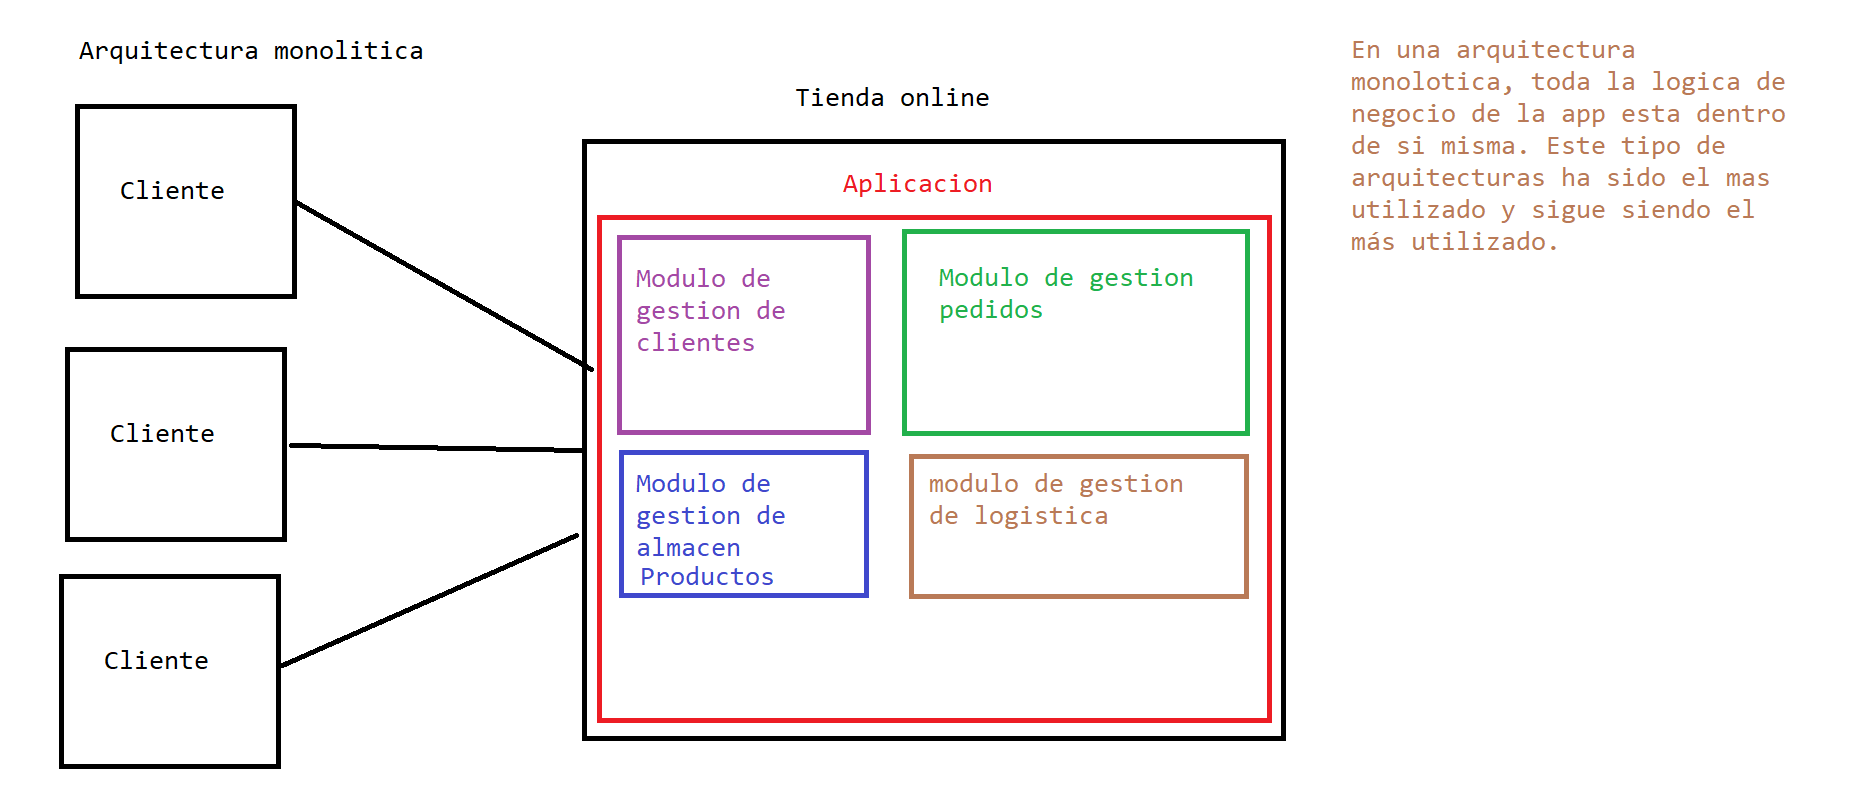 Arquitectura monolitica
Tienda online
Cliente
Cliente
Cliente
Aplicacion
Modulo de
gestion de
clientes
Modulo de gestion
pedidos
Modulo de
gestion de
almacen
Productos
modulo de gestion
de logistica
En una arquitectura
monolotica, toda la logica de
negocio de la app esta dentro
de si misma. Este tipo de
arquitecturas ha sido el mas
utilizado y sigue siendo el
más utilizado.